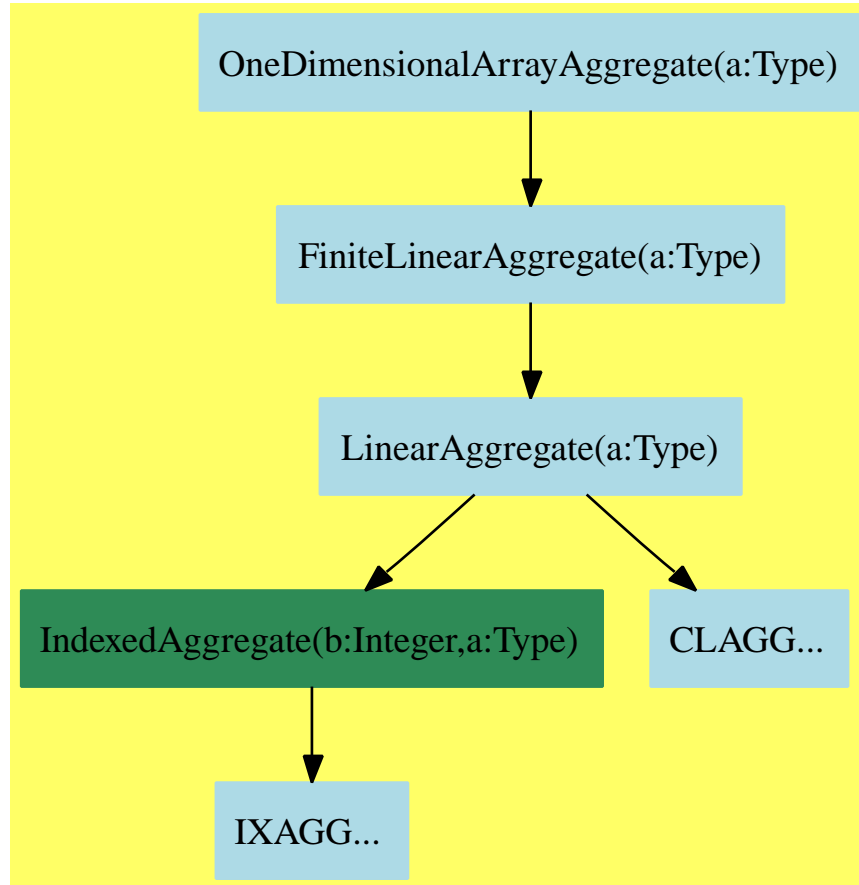 OneDimensionalArrayAggregate(a:Type)
FiniteLinearAggregate(a:Type)
LinearAggregate(a:Type)
IndexedAggregate(b:Integer,a:Type)
CLAGG...
IXAGG...